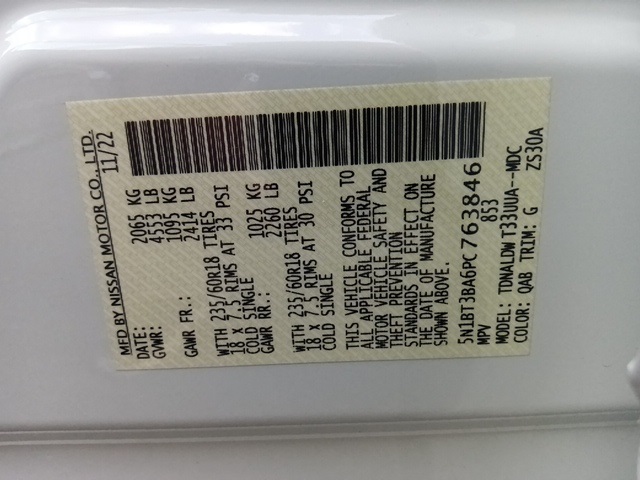 MFD BY NISSAN MOTOR CO., LTD.
DATE: 11/22
GVWR: 2065 KG
4553 LB
GAWR FR.: 1095 KG
2414 LB
WITH 235/60R18 TIRES
18 x 7.5 RIMS AT 33 PSI
COLD SINGLE
GAWR RR.: 1025 KG
2260 LB
WITH 235/60R18 TIRES
18 x 7.5 RIMS AT 30 PSI
COLD SINGLE
THIS VEHICLE CONFORMS TO
ALL APPLICABLE FEDERAL
MOTOR VEHICLE SAFETY AND
THEFT PREVENTION
STANDARDS IN EFFECT ON
THE DATE OF MANUFACTURE
SHOWN ABOVE.
5N1BT3BA6PC763846
MPV 853
MODEL: TDNALDW T33UUA--MDC
COLOR: QAB TRIM: G ZS30A